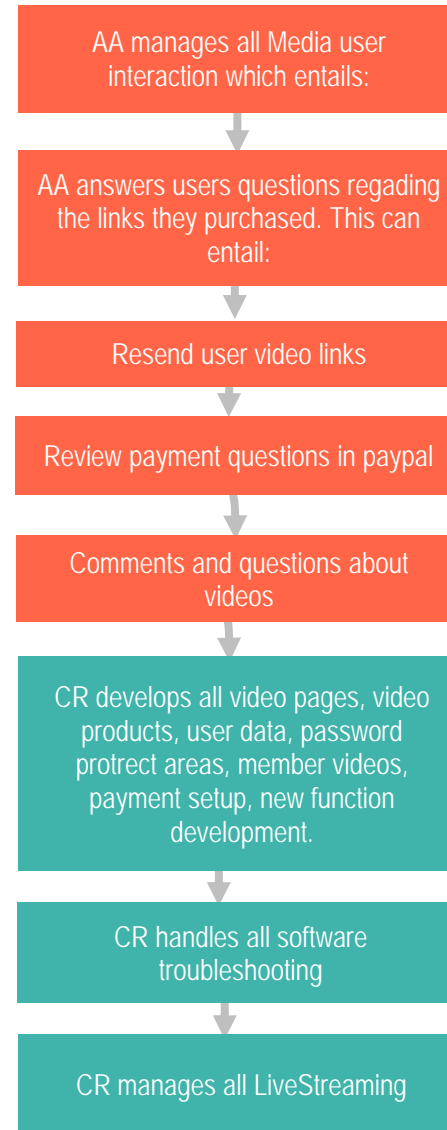 AA manages all Media user
interaction which entails:
AA answers users questions regading
the links they purchased. This can
entail:
Resend user video links
Review payment questions in paypal
Comments and questions about
videos
CR develops all video pages, video
products, user data, password
protrect areas, member videos,
payment setup, new function
development.
CR handles all software
troubleshooting
CR manages all LiveStreaming